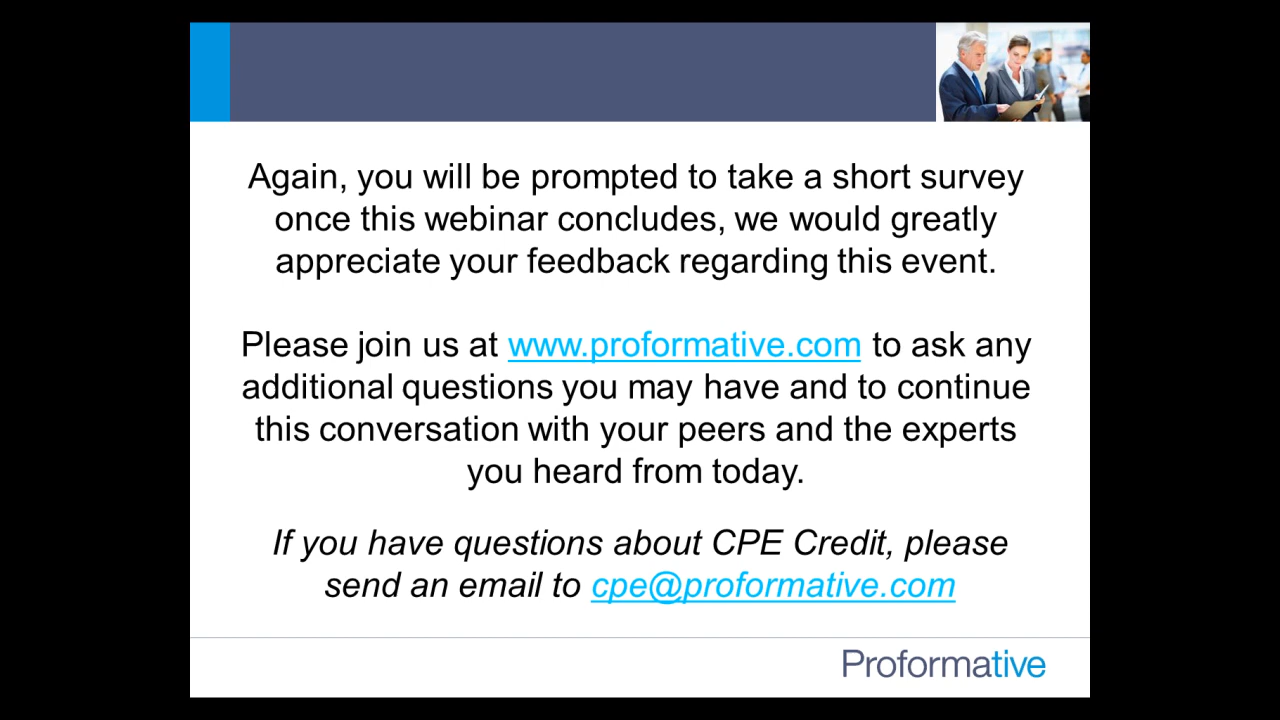 Again, you will be prompted to take a short survey
once this webinar concludes, we would greatly
appreciate your feedback regarding this event.
Please join us at www.proformative.com to ask any
additional questions you may have and to continue
this conversation with your peers and the experts
you heard from today.
If you have questions about CPE Credit, please
send an email to cpe@proformative.com
Proformative